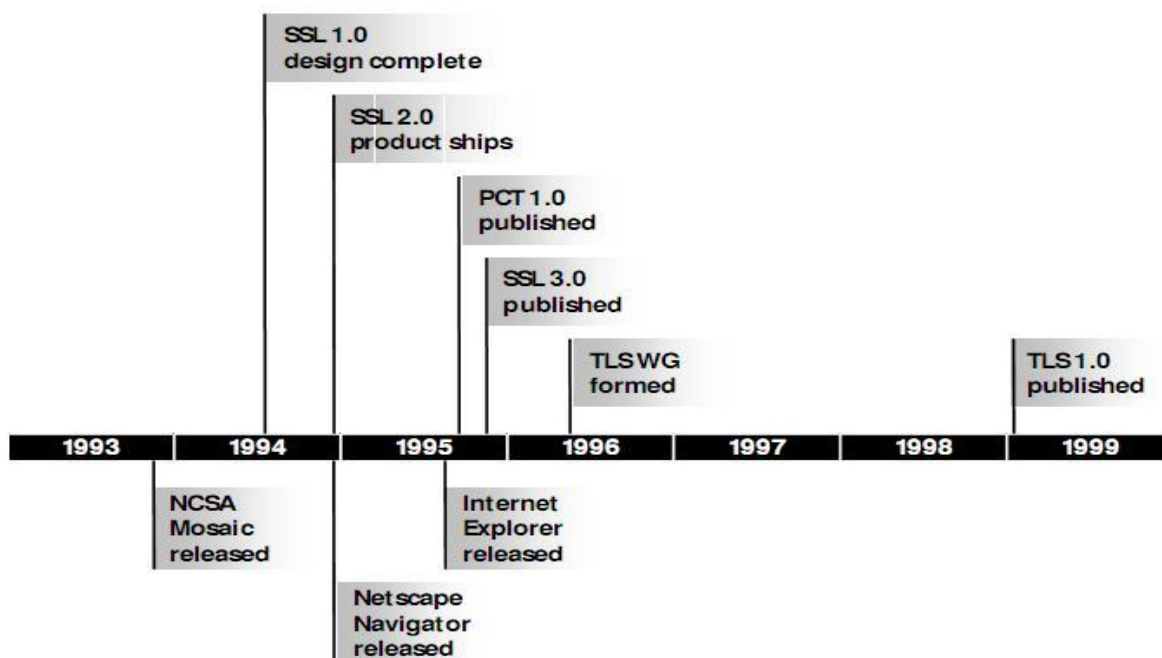 SSL 1.0
design complete
SSL 2.0
product ships
PCT 1.0
published
SSL 3.0
published
TLS WG
formed
TLS 1.0
published
1993 1994 1995 1996 1997 1998 1999
NCSA
Mosaic
released
Internet
Explorer
released
Netscape
Navigator
released